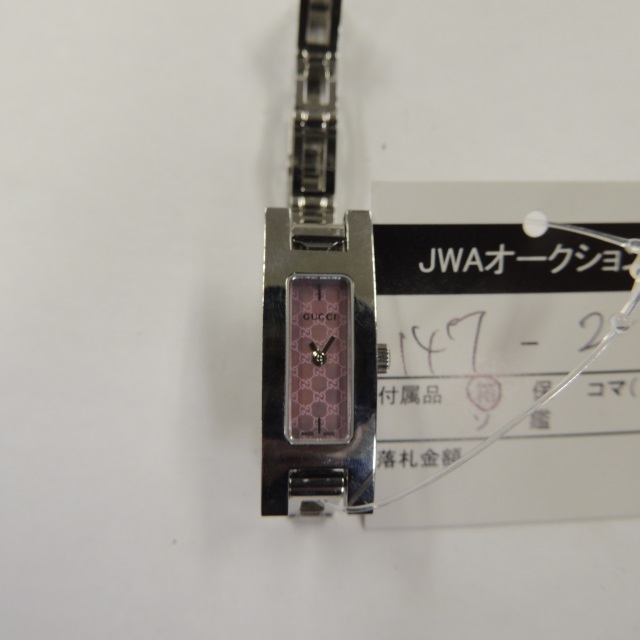 GUCCI
JWAオークション
147 - 2
付属品 箱 保 コマ(
ソ 鑑
落札金額